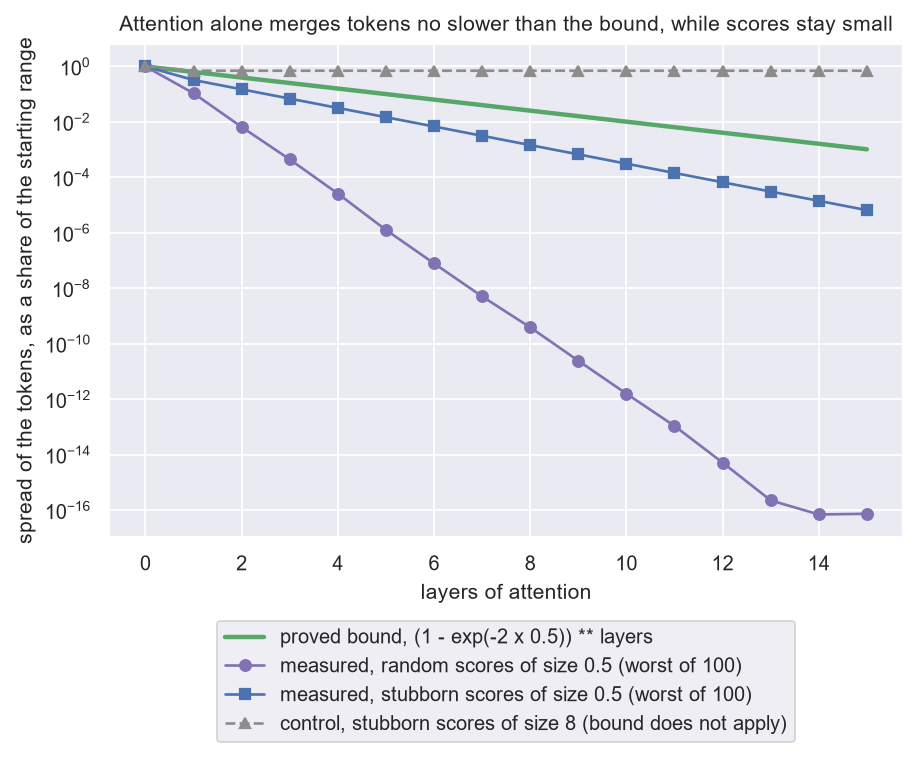 Attention alone merges tokens no slower than the bound, while scores stay small
spread of the tokens, as a share of the starting range
10⁰
10⁻²
10⁻⁴
10⁻⁶
10⁻⁸
10⁻¹⁰
10⁻¹²
10⁻¹⁴
10⁻¹⁶
0 2 4 6 8 10 12 14
layers of attention
proved bound, (1 - exp(-2 x 0.5)) ** layers
measured, random scores of size 0.5 (worst of 100)
measured, stubborn scores of size 0.5 (worst of 100)
control, stubborn scores of size 8 (bound does not apply)